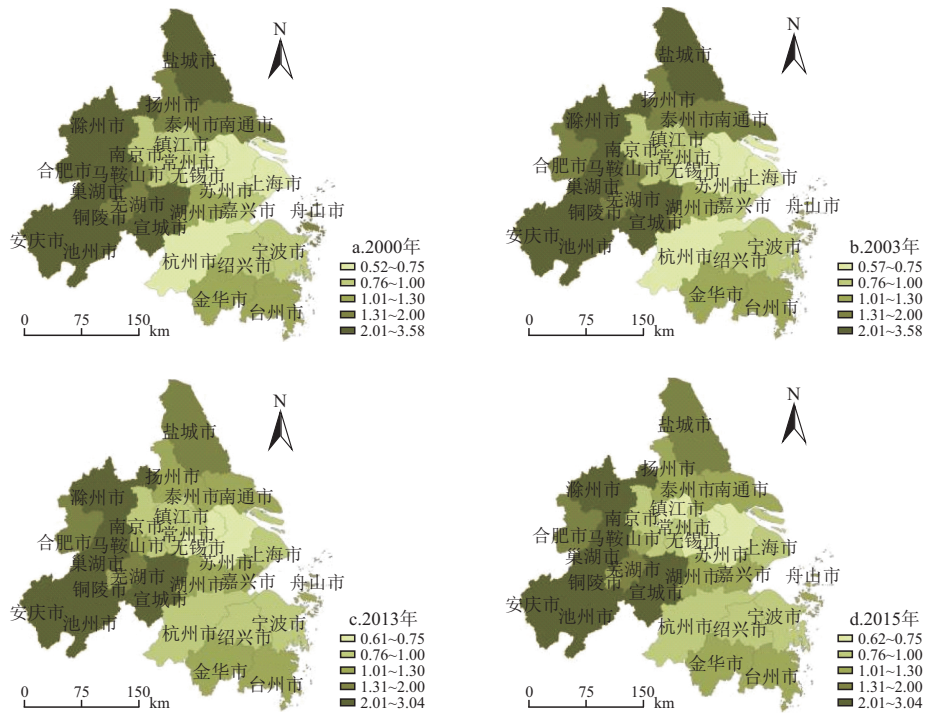 N
盐城市
扬州市
滁州市
泰州市
南通市
镇江市
南京市
常州市
合肥市
马鞍山市
无锡市
巢湖市
苏州市
上海市
芜湖市
铜陵市
湖州市
嘉兴市
舟山市
宣城市
安庆市
池州市
杭州市
绍兴市
宁波市
金华市
台州市
a.2000年
0.52~0.75
0.76~1.00
1.01~1.30
1.31~2.00
2.01~3.58
0 75 150
km
N
盐城市
扬州市
滁州市
泰州市
南通市
镇江市
南京市
常州市
合肥市
马鞍山市
无锡市
巢湖市
苏州市
上海市
芜湖市
铜陵市
湖州市
嘉兴市
舟山市
宣城市
安庆市
池州市
杭州市
绍兴市
宁波市
金华市
台州市
b.2003年
0.57~0.75
0.76~1.00
1.01~1.30
1.31~2.00
2.01~3.58
0 75 150
km
N
盐城市
扬州市
滁州市
泰州市
南通市
镇江市
南京市
常州市
合肥市
马鞍山市
无锡市
巢湖市
苏州市
上海市
芜湖市
铜陵市
湖州市
嘉兴市
舟山市
宣城市
安庆市
池州市
杭州市
绍兴市
宁波市
金华市
台州市
c.2013年
0.61~0.75
0.76~1.00
1.01~1.30
1.31~2.00
2.01~3.04
0 75 150
km
N
盐城市
扬州市
滁州市
泰州市
南通市
镇江市
南京市
常州市
合肥市
马鞍山市
无锡市
巢湖市
苏州市
上海市
芜湖市
铜陵市
湖州市
嘉兴市
舟山市
宣城市
安庆市
池州市
杭州市
绍兴市
宁波市
金华市
台州市
d.2015年
0.62~0.75
0.76~1.00
1.01~1.30
1.31~2.00
2.01~3.04
0 75 150
km